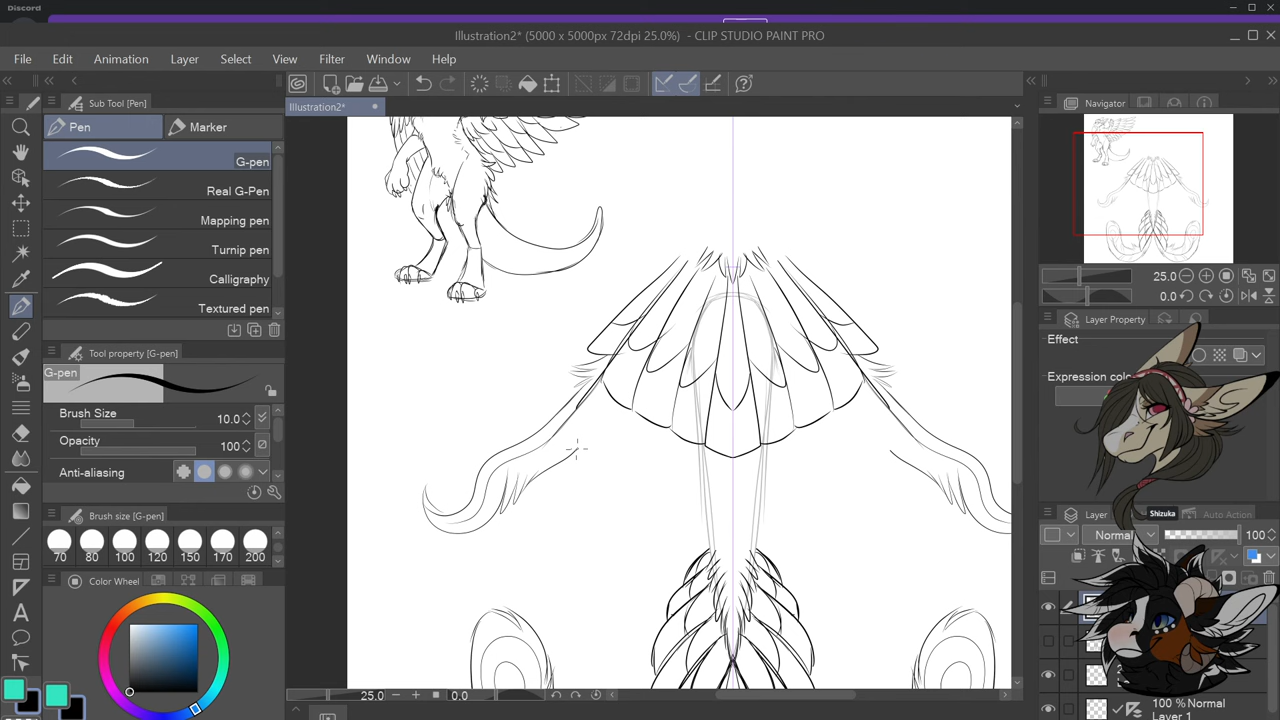 Discord
Illustration2* (5000 x 5000px 72dpi 25.0%) - CLIP STUDIO PAINT PRO
File Edit Animation Layer Select View Filter Window Help
Sub Tool [Pen]
Illustration2*
Navigator
Pen Marker
G-pen
Real G-Pen
Mapping pen
Turnip pen
Calligraphy
Textured pen
25.0
0.0
Layer Property
Effect
Expression colo
Tool property [G-pen]
G-pen
Brush Size 10.0
Opacity 100
Anti-aliasing
Brush size [G-pen]
70 80 100 120 150 170 200
Color Wheel
Layer Shizuka Auto Action
Normal 100
25.0 0.0
100 % Normal
Layer 1